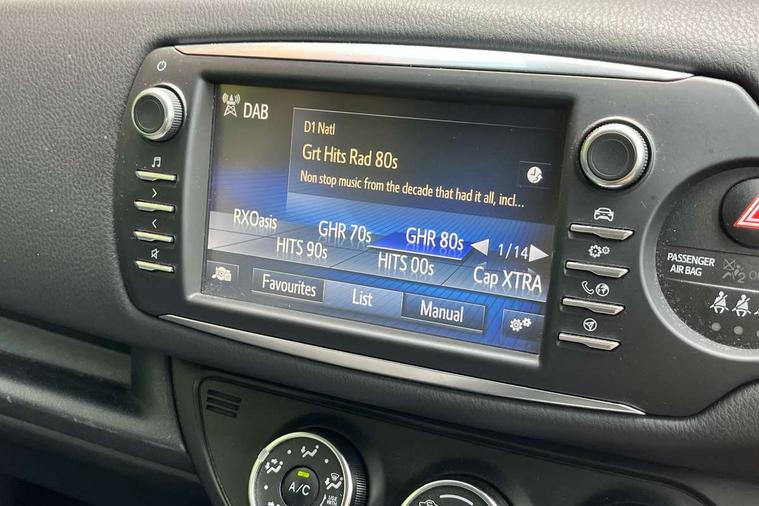 DAB
D1 Natl
Grt Hits Rad 80s
Non stop music from the decade that had it all, incl...
RXOasis GHR 70s GHR 80s 1/14
HITS 90s HITS 00s Cap XTRA
Favourites List Manual
PASSENGER
AIR BAG
A/C